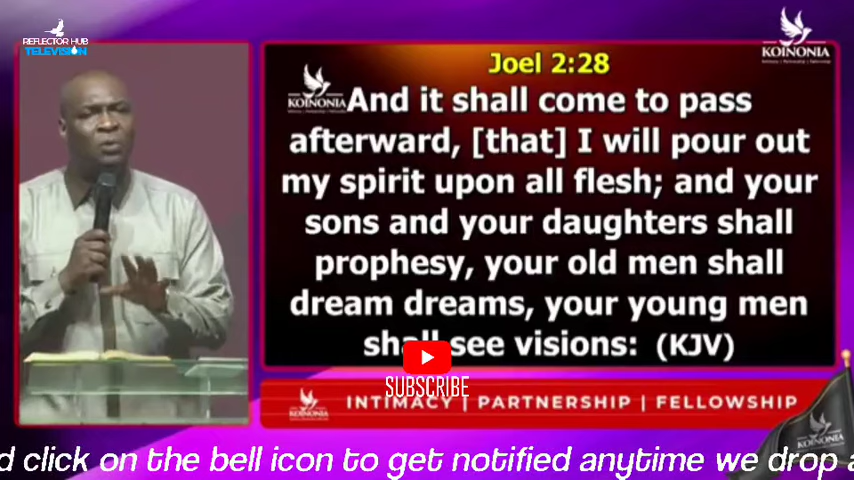 REFLECTOR HUB
TELEVISION
KOINONIA
Intimacy | Partnership | Fellowship
Joel 2:28
KOINONIA
And it shall come to pass
afterward, [that] I will pour out
my spirit upon all flesh; and your
sons and your daughters shall
prophesy, your old men shall
dream dreams, your young men
shall see visions: (KJV)
SUBSCRIBE
KOINONIA
INTIMACY | PARTNERSHIP | FELLOWSHIP
KOINONIA
d click on the bell icon to get notified anytime we drop a